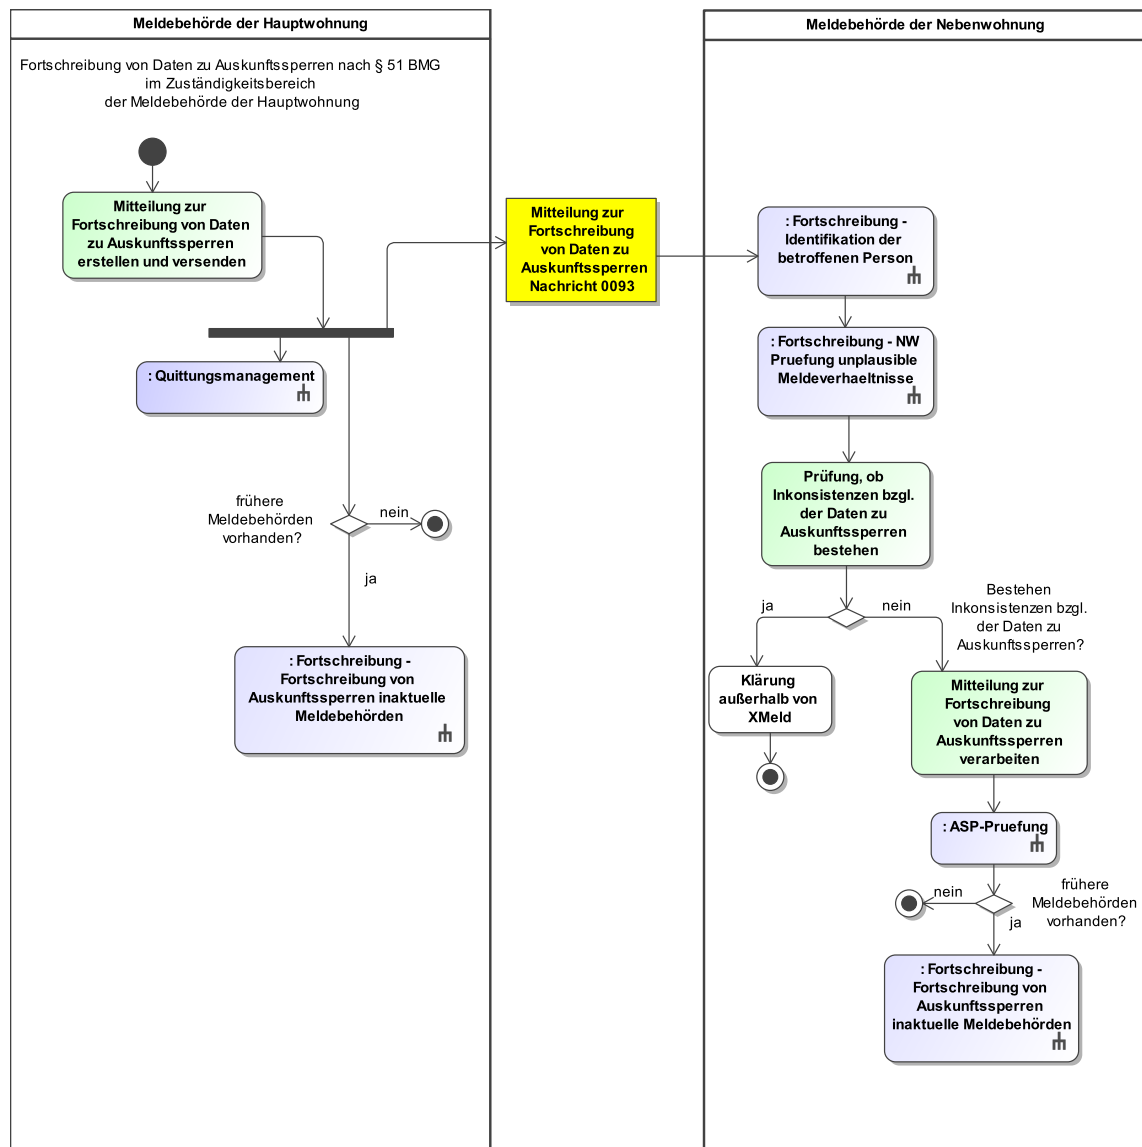 Meldebehörde der Hauptwohnung
Fortschreibung von Daten zu Auskunftssperren nach § 51 BMG
im Zuständigkeitsbereich
der Meldebehörde der Hauptwohnung
Mitteilung zur
Fortschreibung von Daten
zu Auskunftssperren
erstellen und versenden
: Quittungsmanagement
frühere
Meldebehörden
vorhanden?
nein
ja
: Fortschreibung -
Fortschreibung von
Auskunftssperren inaktuelle
Meldebehörden
Mitteilung zur
Fortschreibung
von Daten zu
Auskunftssperren
Nachricht 0093
Meldebehörde der Nebenwohnung
: Fortschreibung -
Identifikation der
betroffenen Person
: Fortschreibung - NW
Pruefung unplausible
Meldeverhaeltnisse
Prüfung, ob
Inkonsistenzen bzgl.
der Daten zu
Auskunftssperren
bestehen
ja
nein
Bestehen
Inkonsistenzen bzgl.
der Daten zu
Auskunftssperren?
Klärung
außerhalb von
XMeld
Mitteilung zur
Fortschreibung
von Daten zu
Auskunftssperren
verarbeiten
: ASP-Pruefung
nein
frühere
Meldebehörden
vorhanden?
ja
: Fortschreibung -
Fortschreibung von
Auskunftssperren
inaktuelle Meldebehörden